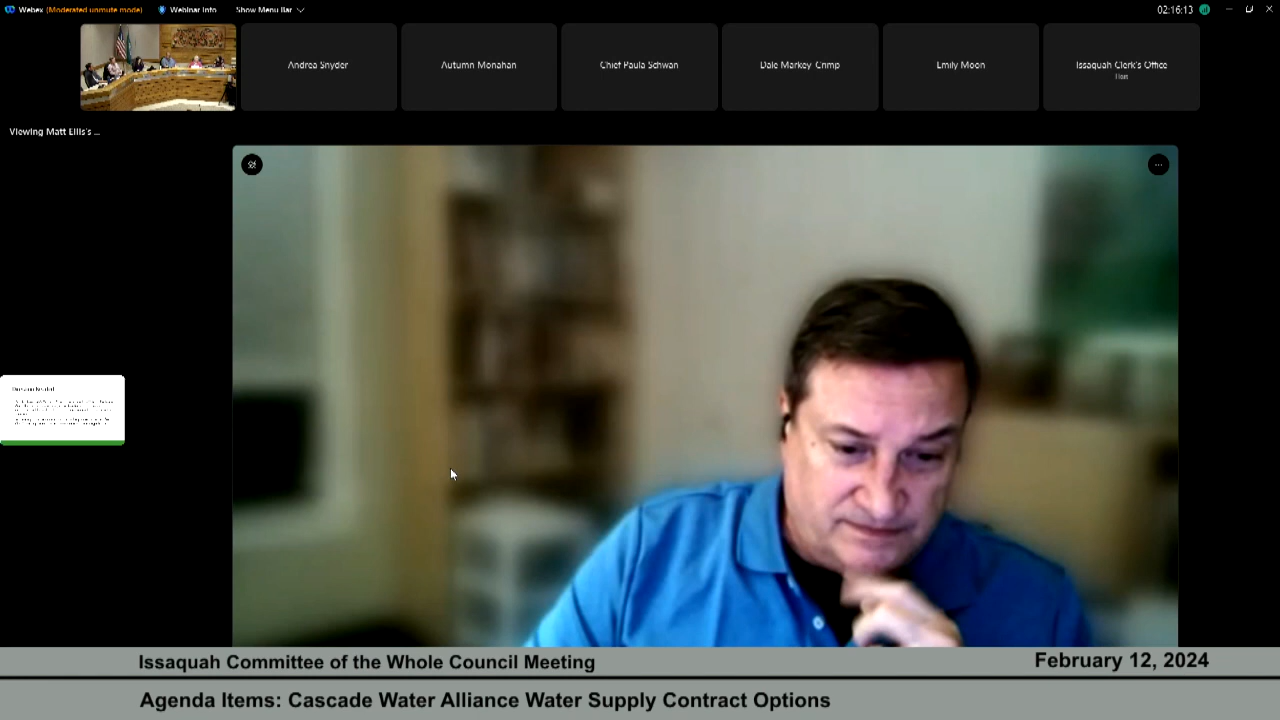 Webex (Moderated unmute mode) Webinar Info Show Menu Bar 02:16:13
Andrea Snyder
Autumn Monahan
Chief Paula Schwan
Dale Markey-Crimp
Emily Moon
Issaquah Clerk's Office
Host
Viewing Matt Ellis's ...
Issaquah Committee of the Whole Council Meeting
February 12, 2024
Agenda Items: Cascade Water Alliance Water Supply Contract Options